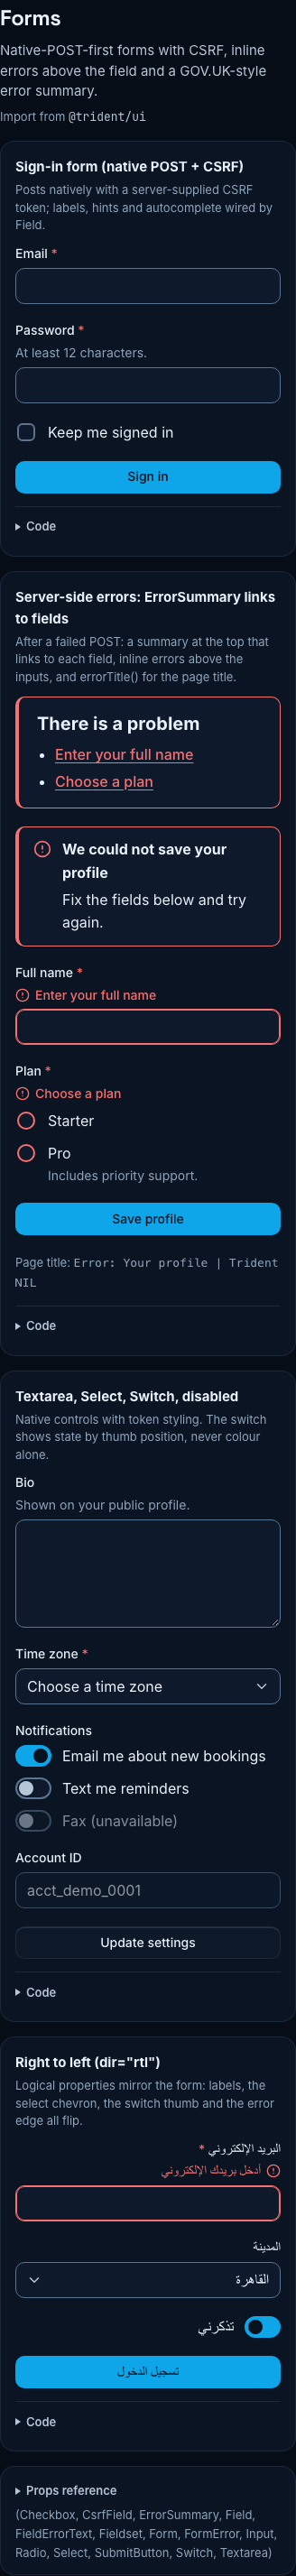 Forms
Native-POST-first forms with CSRF, inline
errors above the field and a GOV.UK-style
error summary.
Import from @trident/ui
Sign-in form (native POST + CSRF)
Posts natively with a server-supplied CSRF
token; labels, hints and autocomplete wired by
Field.
Email *
Password *
At least 12 characters.
Keep me signed in
Sign in
Code
Server-side errors: ErrorSummary links
to fields
After a failed POST: a summary at the top that
links to each field, inline errors above the
inputs, and errorTitle() for the page title.
There is a problem
Enter your full name
Choose a plan
We could not save your
profile
Fix the fields below and try
again.
Full name *
Enter your full name
Plan *
Choose a plan
Starter
Pro
Includes priority support.
Save profile
Page title: Error: Your profile | Trident
NIL
Code
Textarea, Select, Switch, disabled
Native controls with token styling. The switch
shows state by thumb position, never colour
alone.
Bio
Shown on your public profile.
Time zone *
Choose a time zone
Notifications
Email me about new bookings
Text me reminders
Fax (unavailable)
Account ID
acct_demo_0001
Update settings
Code
Right to left (dir="rtl")
Logical properties mirror the form: labels, the
select chevron, the switch thumb and the error
edge all flip.
البريد الإلكتروني *
أدخل بريدك الإلكتروني
المدينة
القاهرة
تذكرني
تسجيل الدخول
Code
Props reference
(Checkbox, CsrfField, ErrorSummary, Field,
FieldErrorText, Fieldset, Form, FormError, Input,
Radio, Select, SubmitButton, Switch, Textarea)